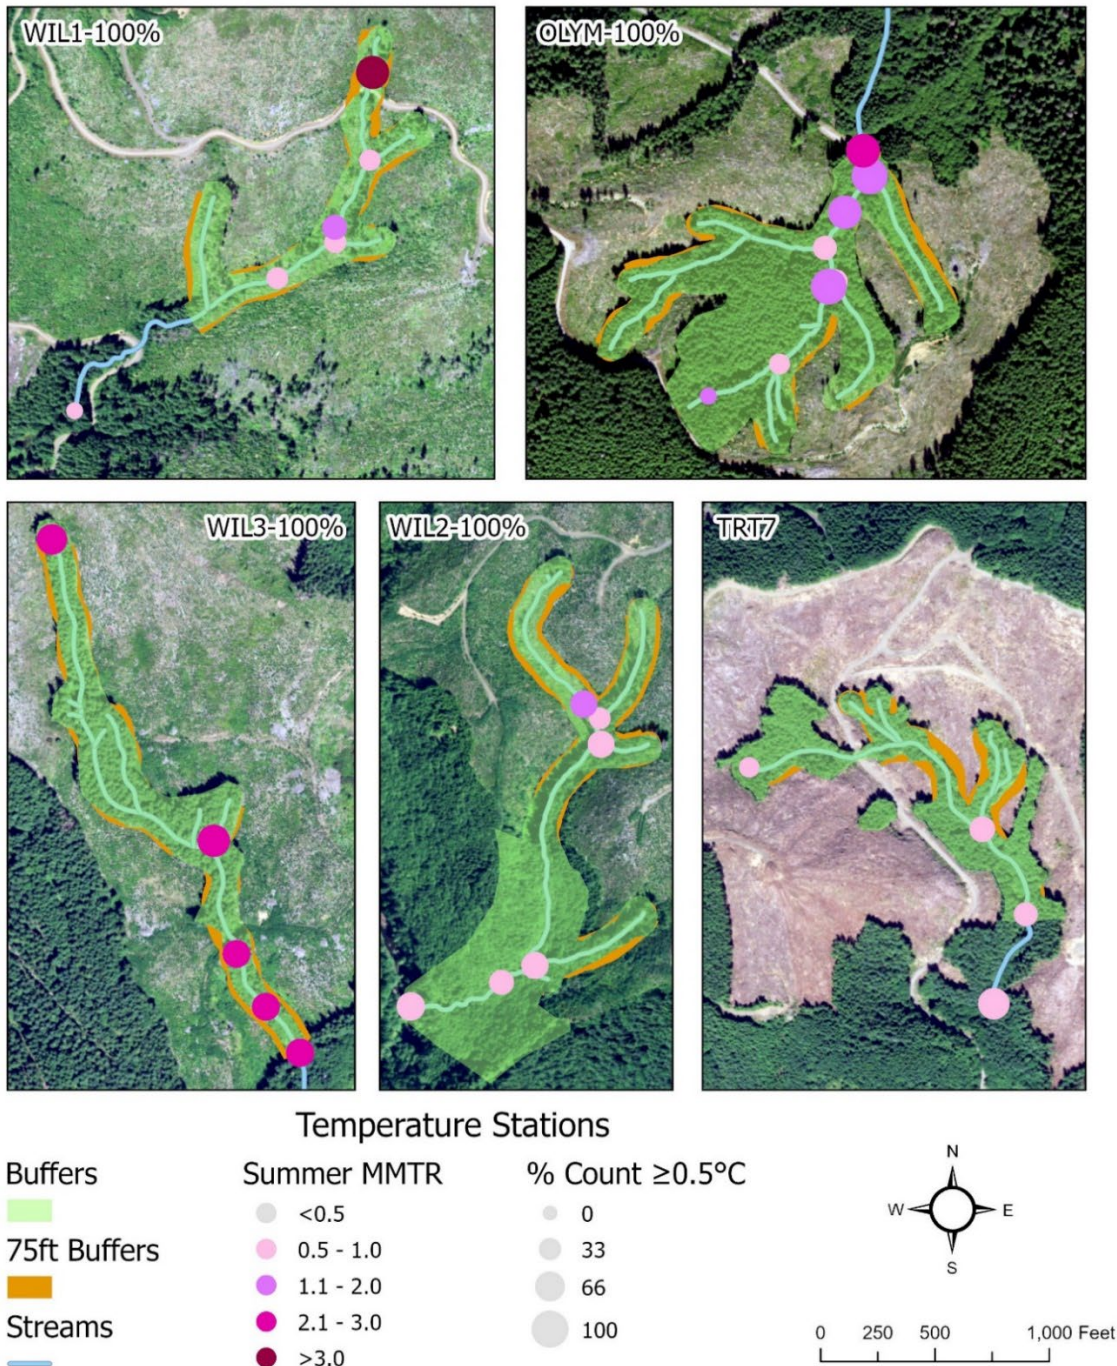 WIL1-100%
OLYM-100%
WIL3-100%
WIL2-100%
TRT7
Temperature Stations
Buffers
75ft Buffers
Streams
Summer MMTR
<0.5
0.5 - 1.0
1.1 - 2.0
2.1 - 3.0
>3.0
% Count ≥0.5°C
0
33
66
100
N
W
E
S
0 250 500 1,000 Feet